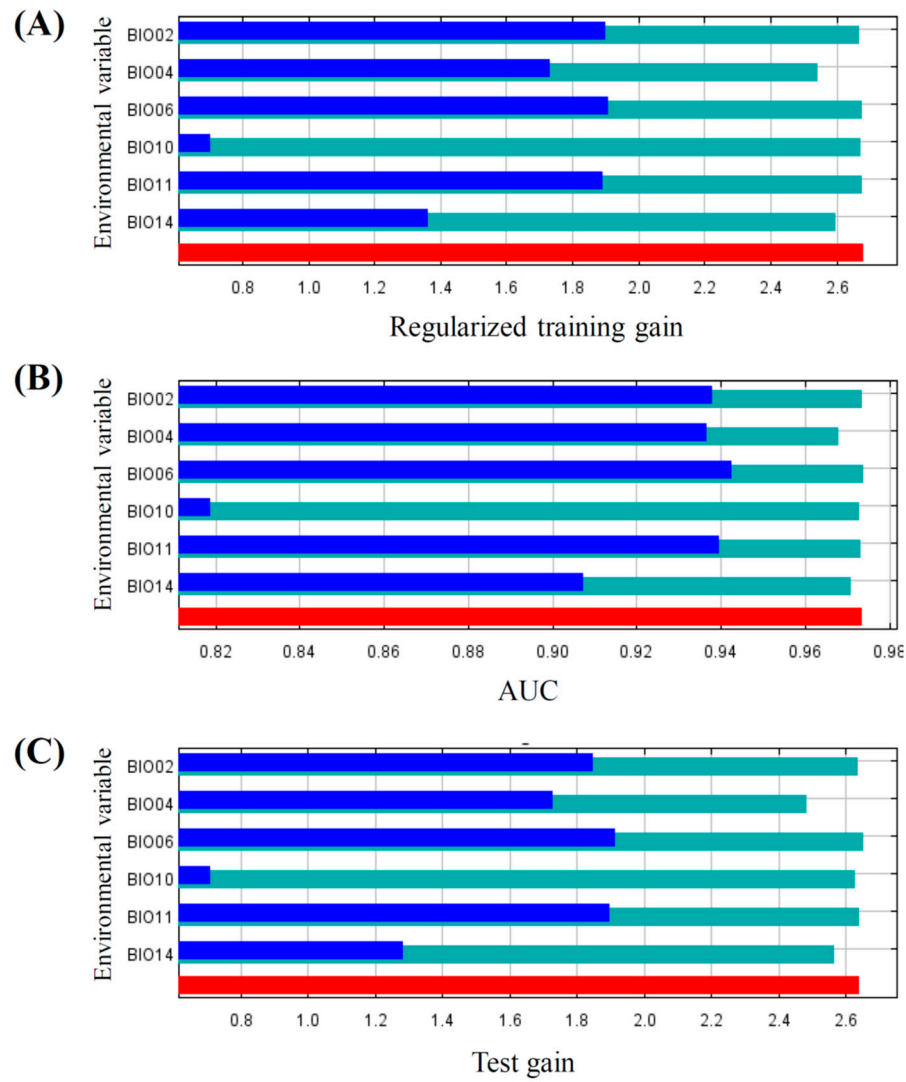 (A)
Environmental variable
BIO02
BIO04
BIO06
BIO10
BIO11
BIO14
0.8 1.0 1.2 1.4 1.6 1.8 2.0 2.2 2.4 2.6
Regularized training gain
(B)
Environmental variable
BIO02
BIO04
BIO06
BIO10
BIO11
BIO14
0.82 0.84 0.86 0.88 0.90 0.92 0.94 0.96 0.98
AUC
(C)
Environmental variable
BIO02
BIO04
BIO06
BIO10
BIO11
BIO14
0.8 1.0 1.2 1.4 1.6 1.8 2.0 2.2 2.4 2.6
Test gain